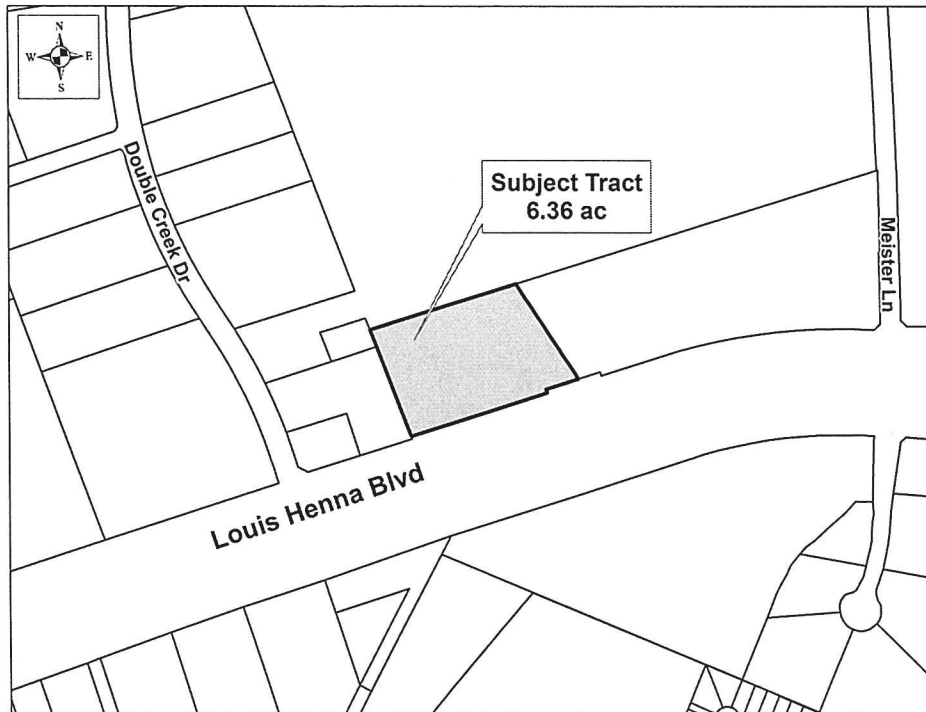 N
W E
S
Double Creek Dr
Subject Tract
6.36 ac
Meister Ln
Louis Henna Blvd